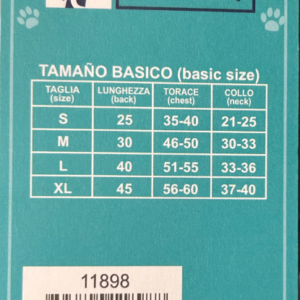 TAMAÑO BASICO (basic size)
TAGLIA LUNGHEZZA TORACE COLLO
(size) (back) (chest) (neck)
S 25 35-40 21-25
M 30 46-50 30-33
L 40 51-55 33-36
XL 45 56-60 37-40
11898